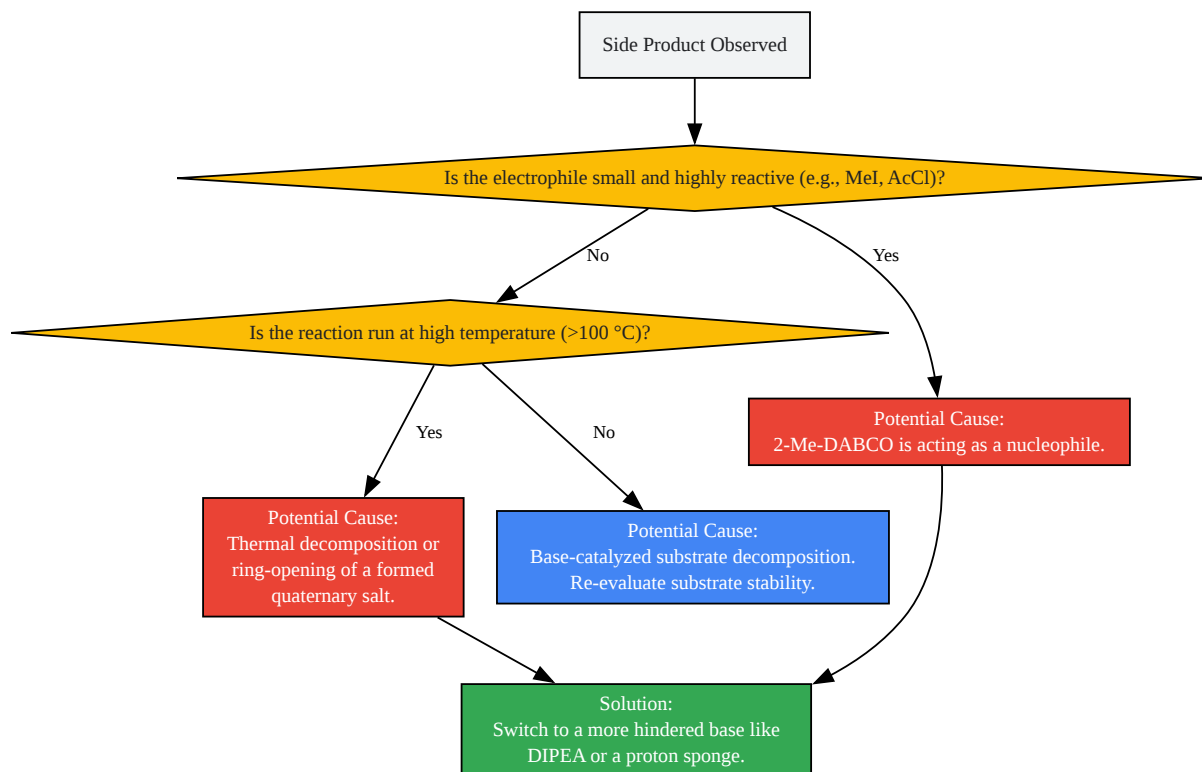 Side Product Observed
Is the electrophile small and highly reactive (e.g., MeI, AcCl)?
No
Yes
Is the reaction run at high temperature (>100 °C)?
Yes
No
Potential Cause:
2-Me-DABCO is acting as a nucleophile.
Potential Cause:
Thermal decomposition or
ring-opening of a formed
quaternary salt.
Potential Cause:
Base-catalyzed substrate decomposition.
Re-evaluate substrate stability.
Solution:
Switch to a more hindered base like
DIPEA or a proton sponge.